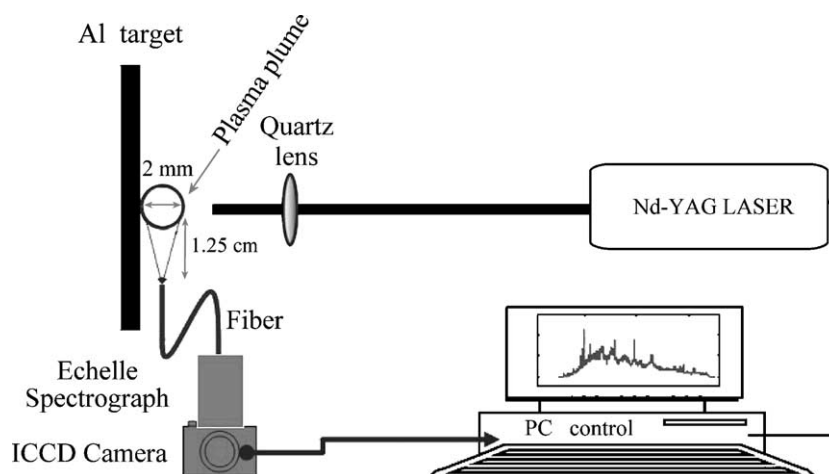 Al target
Plasma plume
Quartz
lens
2 mm
Nd-YAG LASER
1.25 cm
Fiber
Echelle
Spectrograph
PC control
ICCD Camera